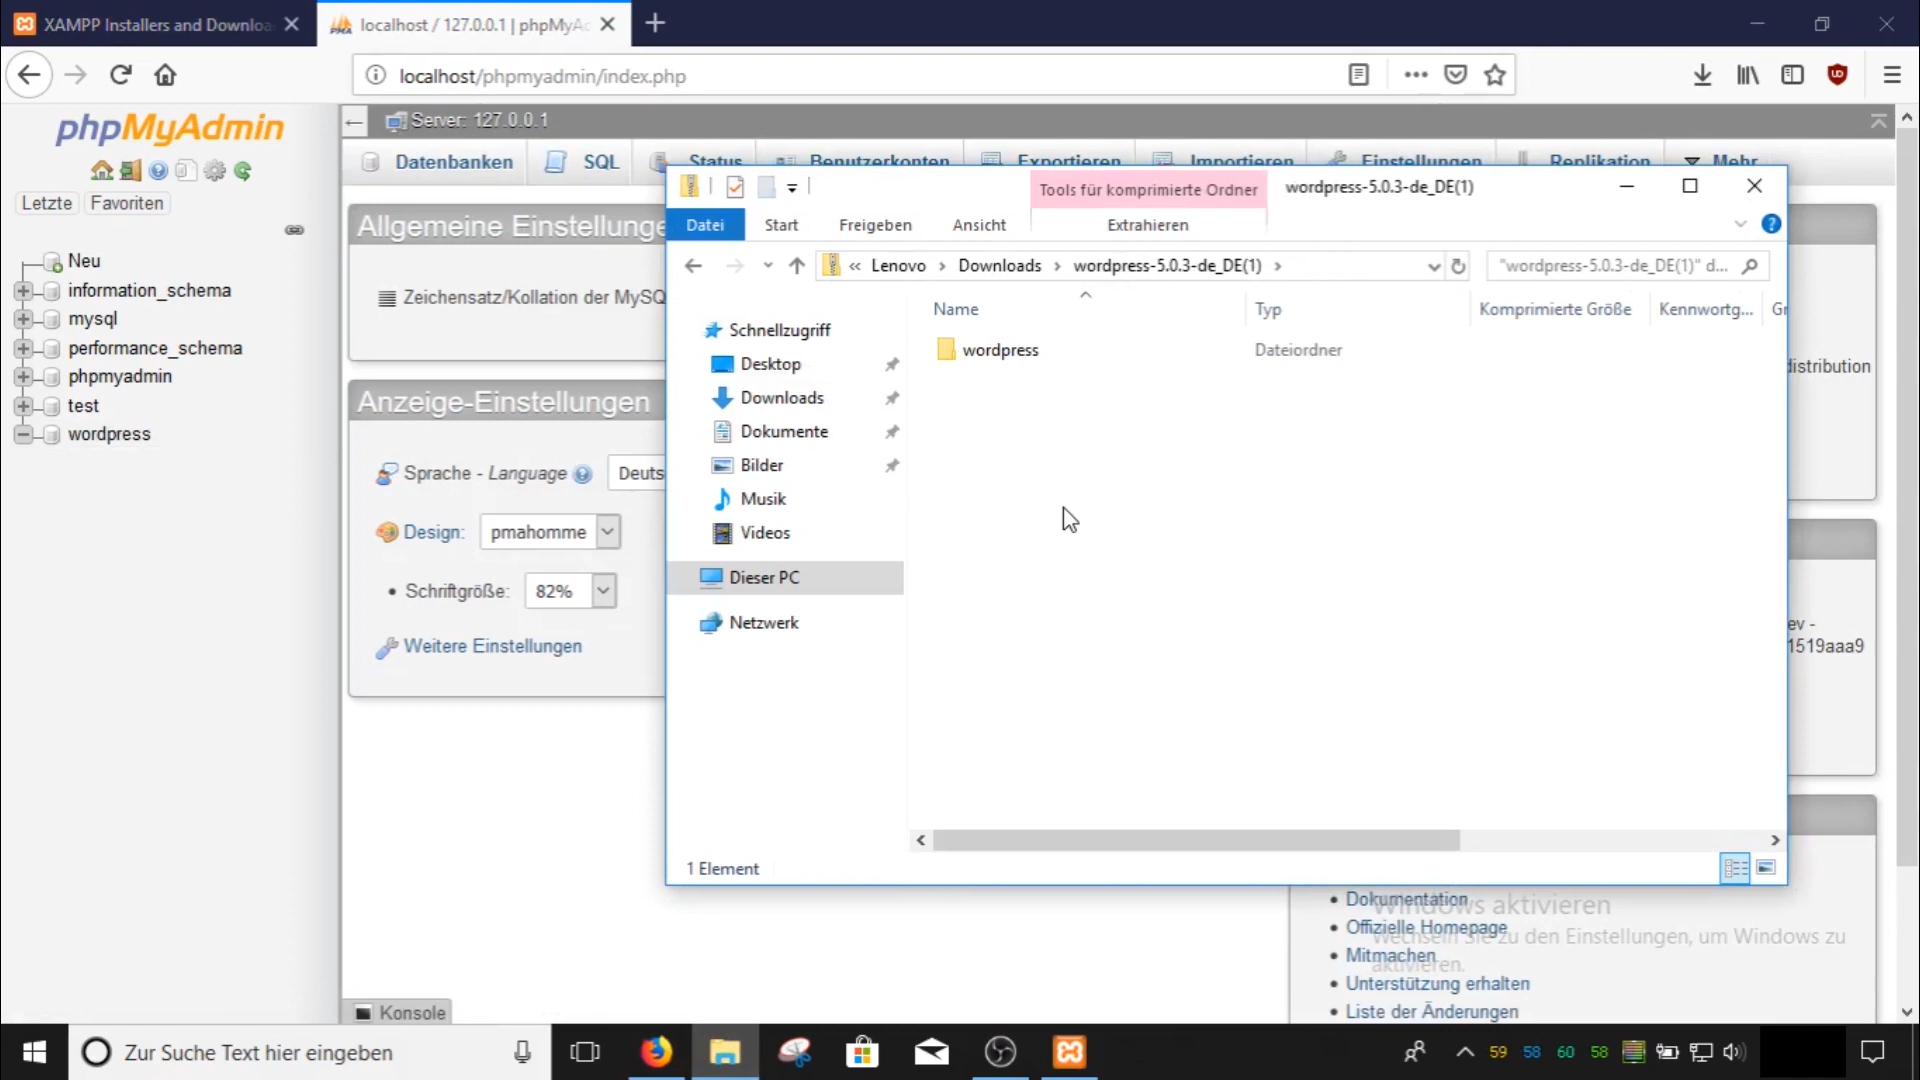 XAMPP Installers and Downloa
localhost / 127.0.0.1 | phpMyAc
localhost/phpmyadmin/index.php
phpMyAdmin
Letzte
Favoriten
Neu
information_schema
mysql
performance_schema
phpmyadmin
test
wordpress
Server: 127.0.0.1
Datenbanken
SQL
Status
Benutzerkonten
Exportieren
Importieren
Einstellungen
Replikation
Mehr
Allgemeine Einstellunge
Zeichensatz/Kollation der MySQ
Anzeige-Einstellungen
Sprache - Language
Deuts
Design:
pmahomme
Schriftgröße:
82%
Weitere Einstellungen
Konsole
Tools für komprimierte Ordner
wordpress-5.0.3-de_DE(1)
Datei
Start
Freigeben
Ansicht
Extrahieren
« Lenovo › Downloads › wordpress-5.0.3-de_DE(1) ›
"wordpress-5.0.3-de_DE(1)" d...
Name
Typ
Komprimierte Größe
Kennwortg...
Gr
wordpress
Dateiordner
Schnellzugriff
Desktop
Downloads
Dokumente
Bilder
Musik
Videos
Dieser PC
Netzwerk
1 Element
distribution
ev -
1519aaa9
Dokumentation
Offizielle Homepage
Mitmachen
Unterstützung erhalten
Liste der Änderungen
Windows aktivieren
Wechseln Sie zu den Einstellungen, um Windows zu
aktivieren.
Zur Suche Text hier eingeben
59
58
60
58